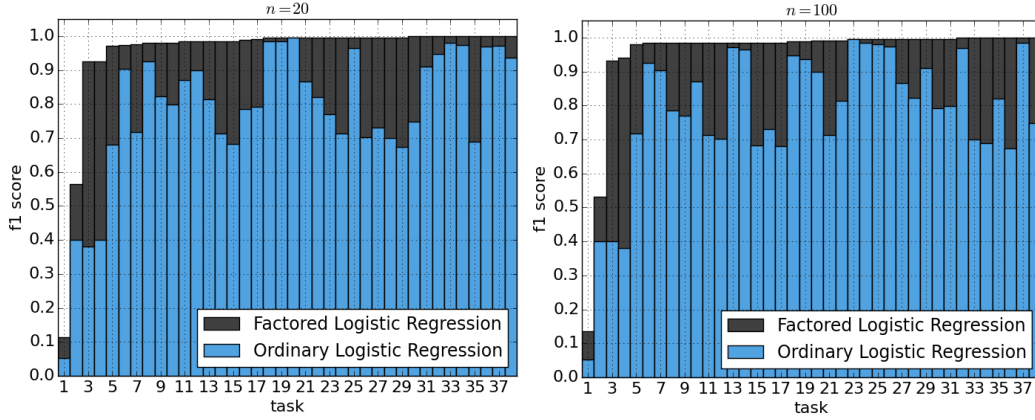 n=20
1.0
0.9
0.8
0.7
0.6
0.5
0.4
0.3
0.2
0.1
0.0
f1 score
Factored Logistic Regression
Ordinary Logistic Regression
1 3 5 7 9 11 13 15 17 19 21 23 25 27 29 31 33 35 37
task
n=100
1.0
0.9
0.8
0.7
0.6
0.5
0.4
0.3
0.2
0.1
0.0
f1 score
Factored Logistic Regression
Ordinary Logistic Regression
1 3 5 7 9 11 13 15 17 19 21 23 25 27 29 31 33 35 37
task